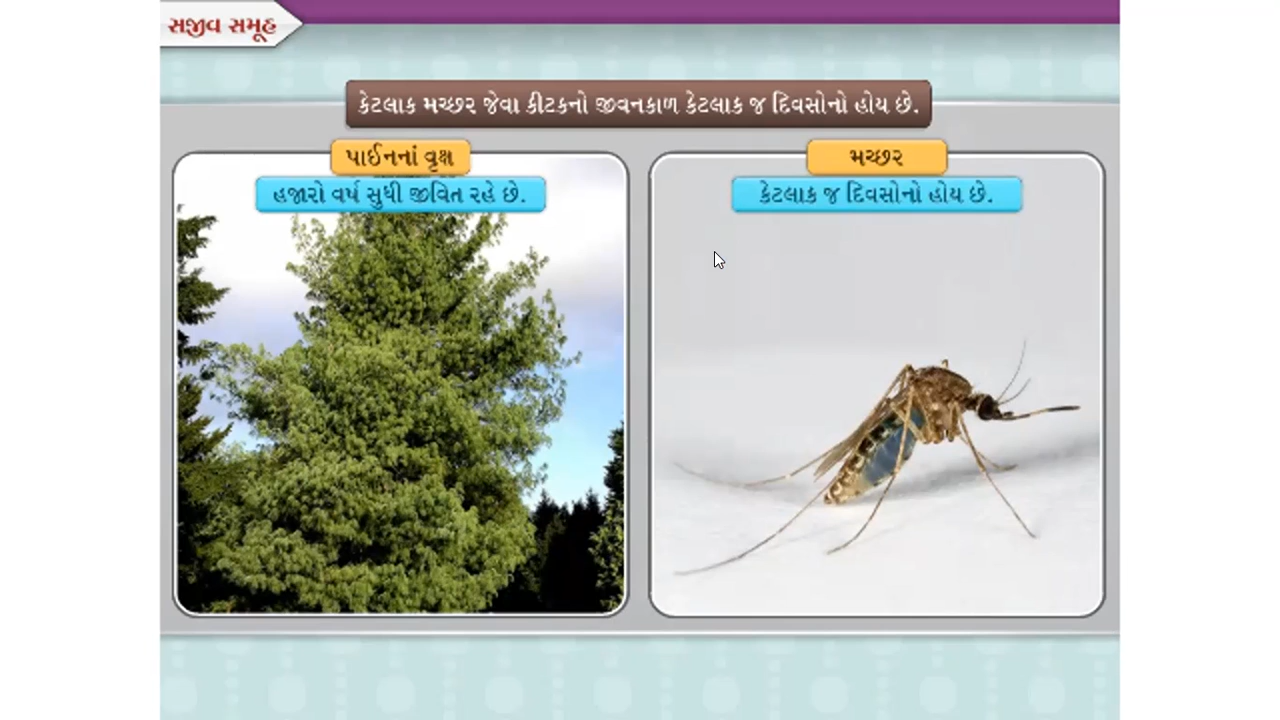 સજીવ સમૂહ
કેટલાક મચ્છર જેવા કીટકનો જીવનકાળ કેટલાક જ દિવસોનો હોય છે.
પાઈનનાં વૃક્ષ
હજારો વર્ષ સુધી જીવિત રહે છે.
મચ્છર
કેટલાક જ દિવસોનો હોય છે.